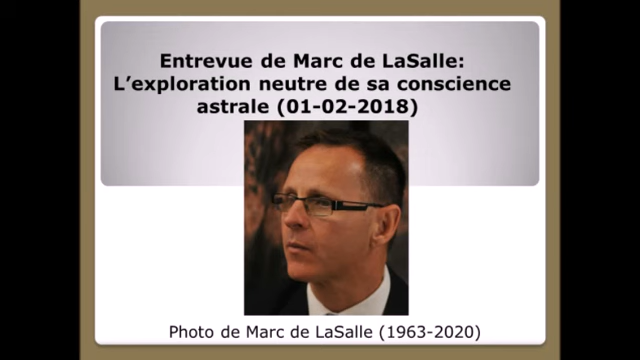 Entrevue de Marc de LaSalle:
L’exploration neutre de sa conscience
astrale (01-02-2018)
Photo de Marc de LaSalle (1963-2020)